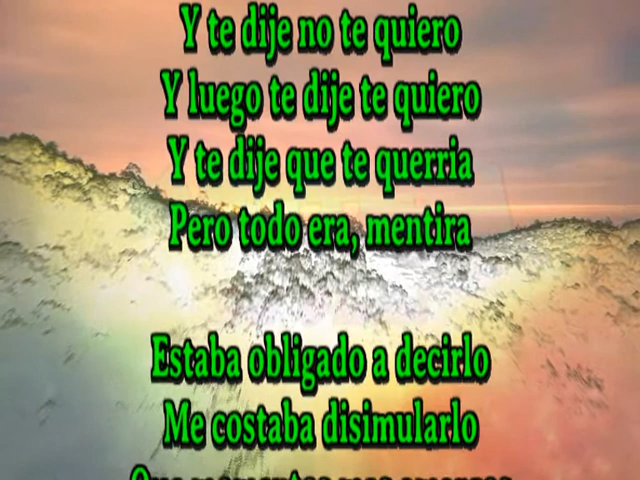 Y te dije no te quiero
Y luego te dije te quiero
Y te dije que te querria
Pero todo era, mentira
Estaba obligado a decirlo
Me costaba disimularlo